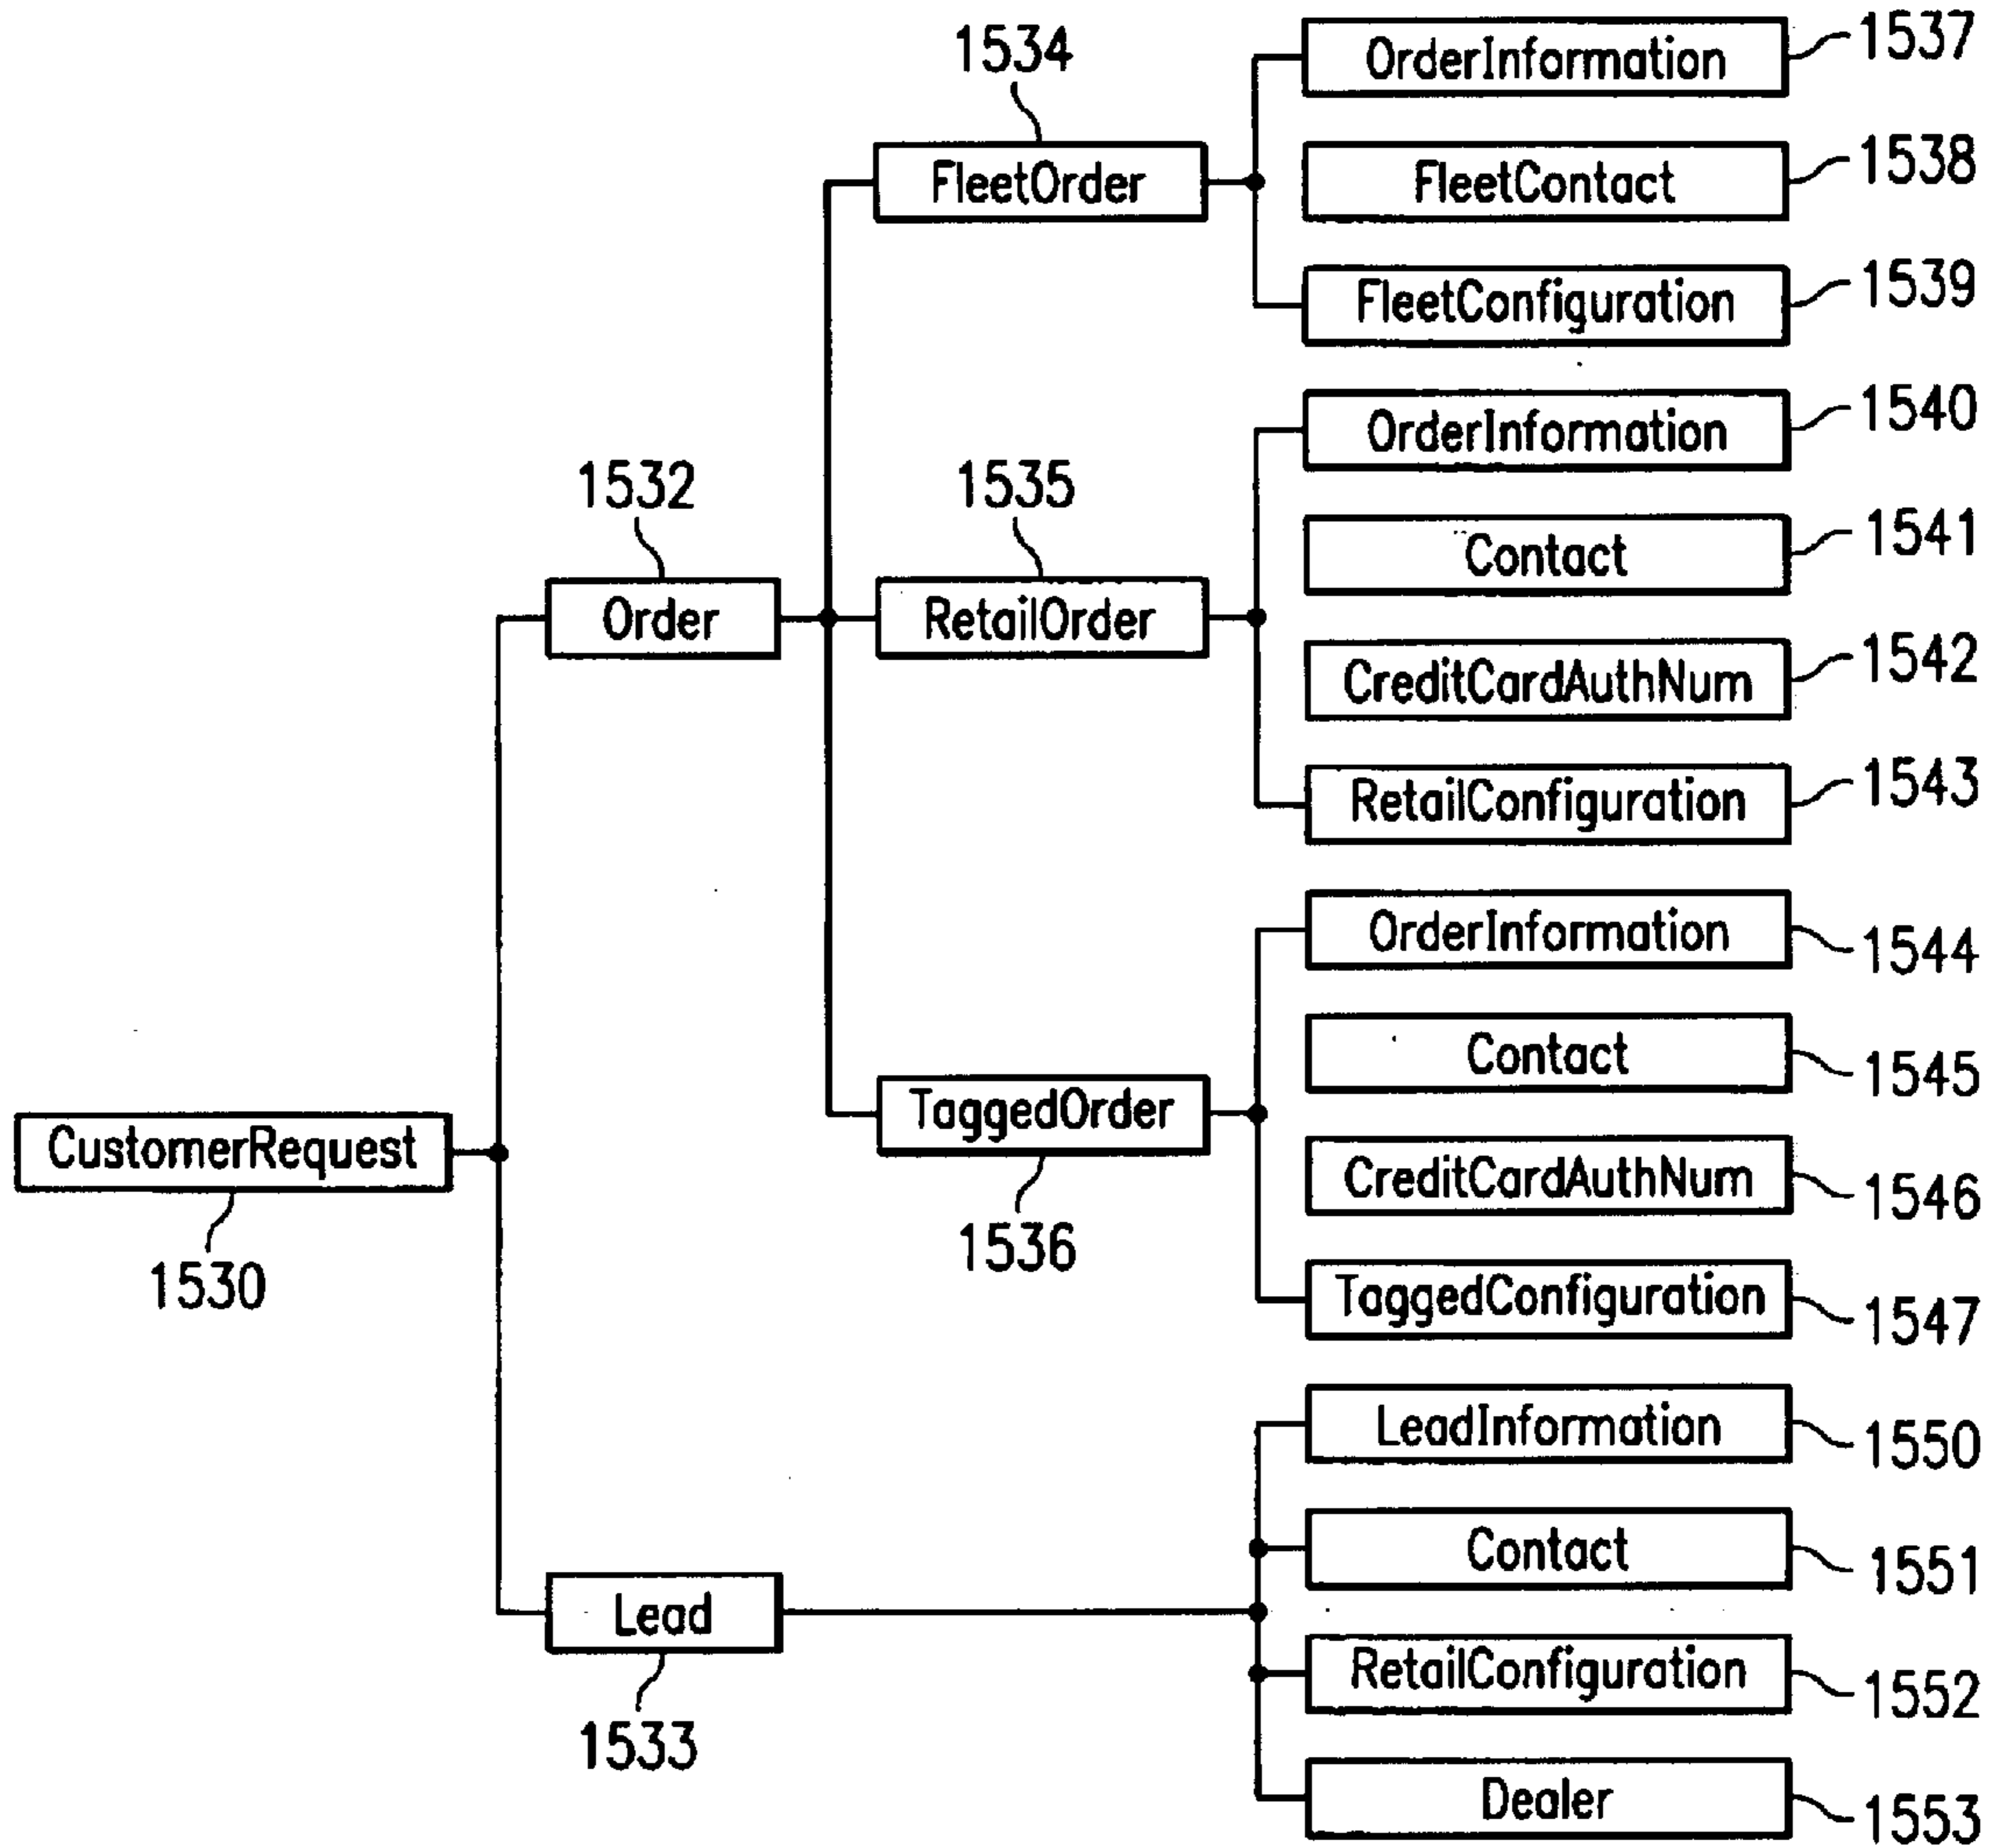 1534
FleetOrder
OrderInformation
1537
FleetContact
1538
FleetConfiguration
1539
1532
Order
1535
RetailOrder
OrderInformation
1540
Contact
1541
CreditCardAuthNum
1542
RetailConfiguration
1543
TaggedOrder
1536
OrderInformation
1544
Contact
1545
CreditCardAuthNum
1546
TaggedConfiguration
1547
CustomerRequest
1530
Lead
1533
LeadInformation
1550
Contact
1551
RetailConfiguration
1552
Dealer
1553